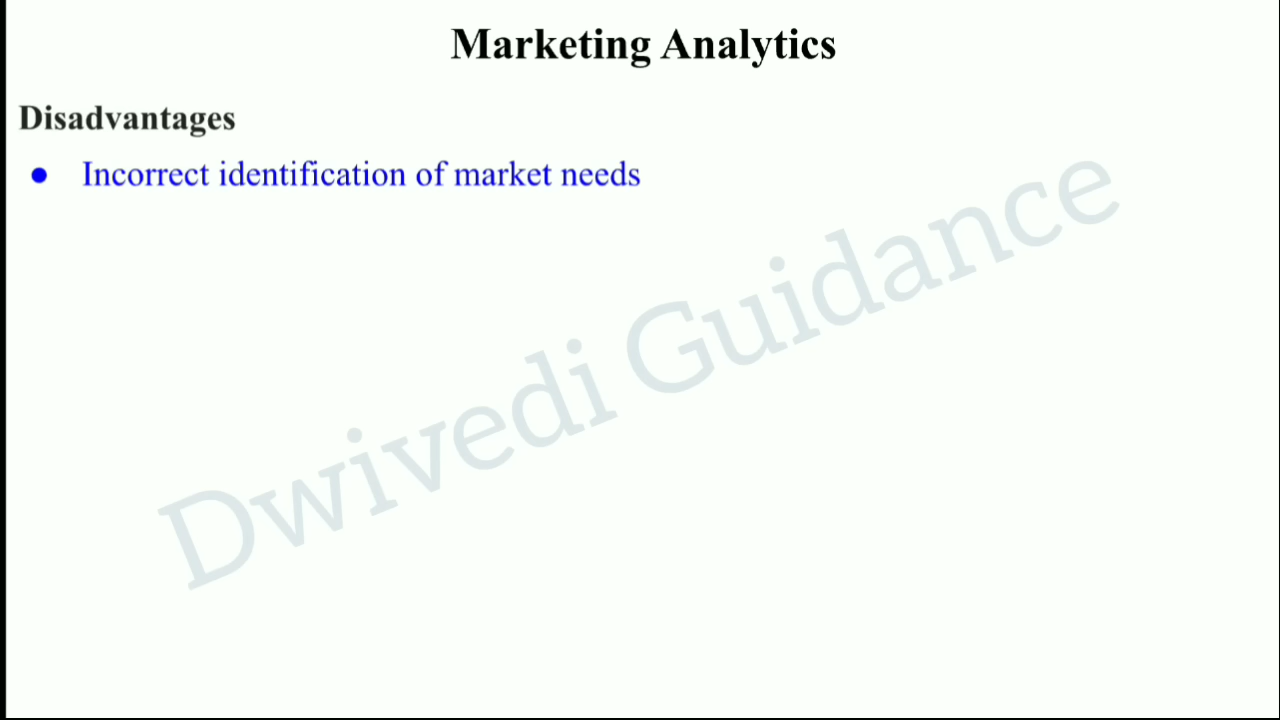 Marketing Analytics
Disadvantages
● Incorrect identification of market needs
Dwivedi Guidance